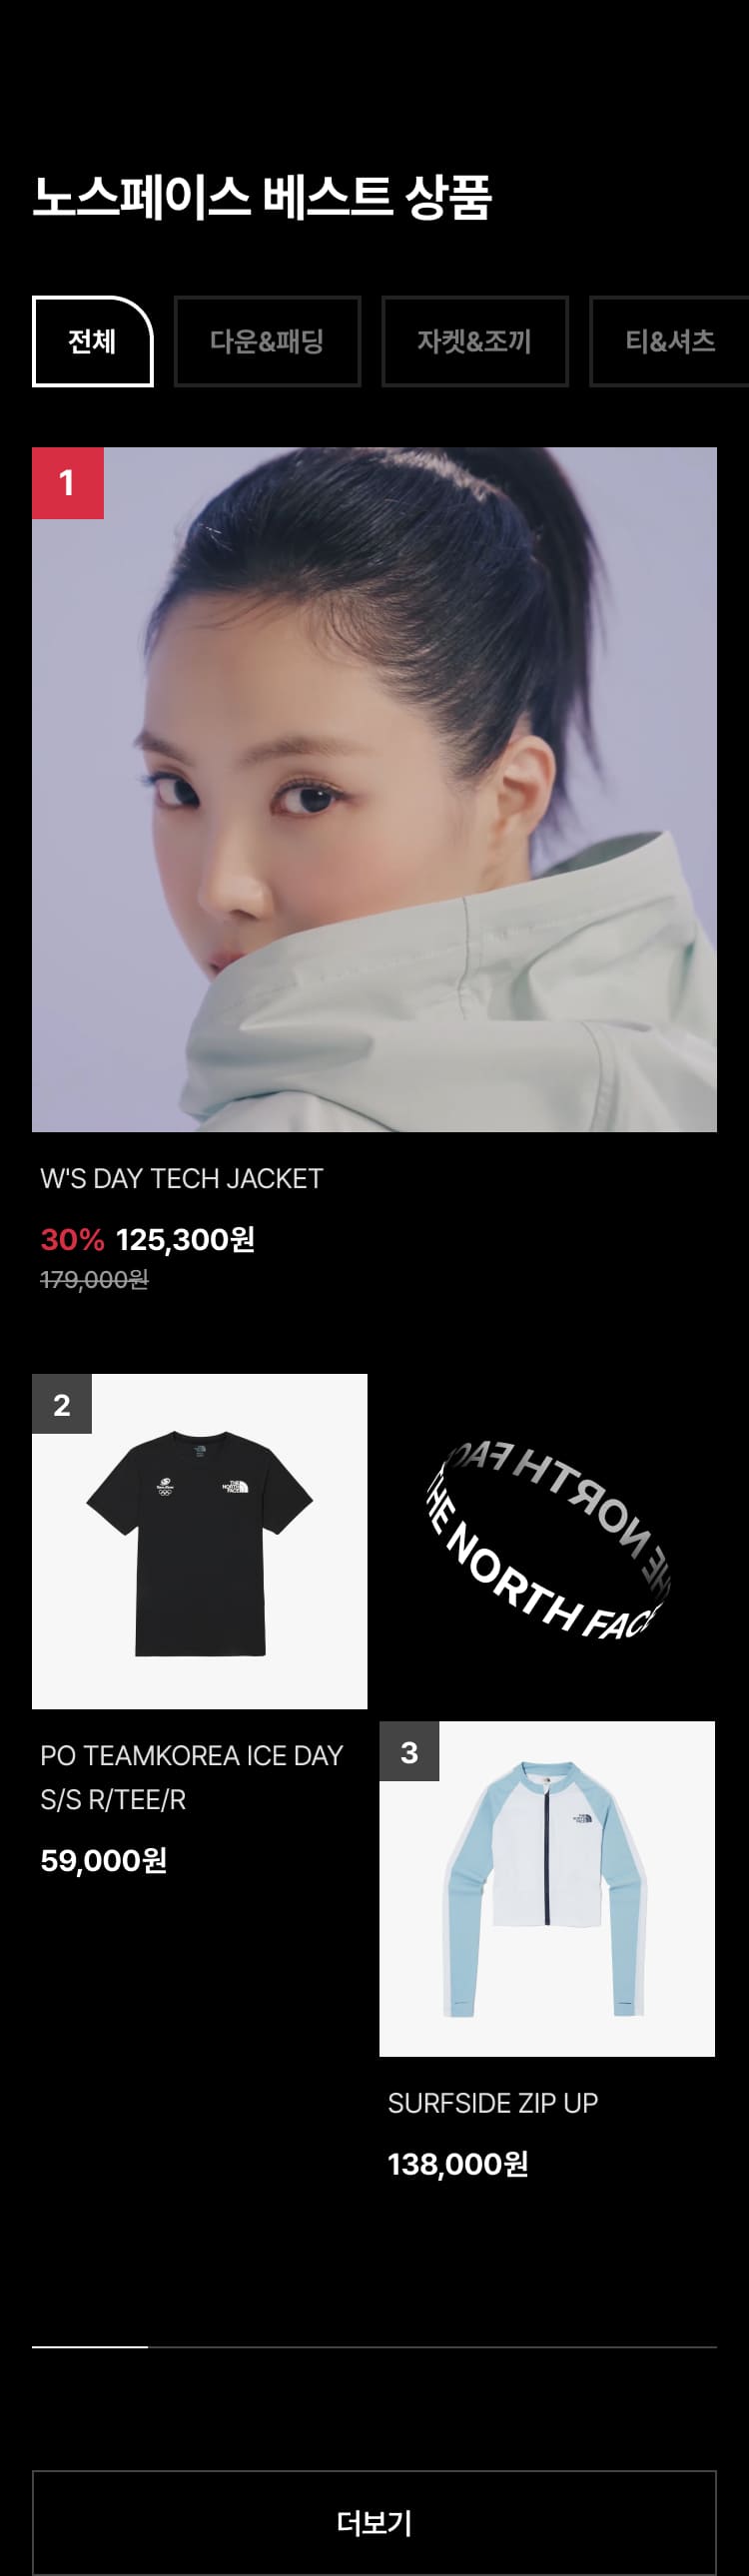 노스페이스 베스트 상품
전체
다운&패딩
자켓&조끼
티&셔츠
1
W'S DAY TECH JACKET
30% 125,300원
179,000원
2
THE NORTH FACE
PO TEAMKOREA ICE DAY
S/S R/TEE/R
59,000원
THE NORTH FACE
3
SURFSIDE ZIP UP
138,000원
더보기